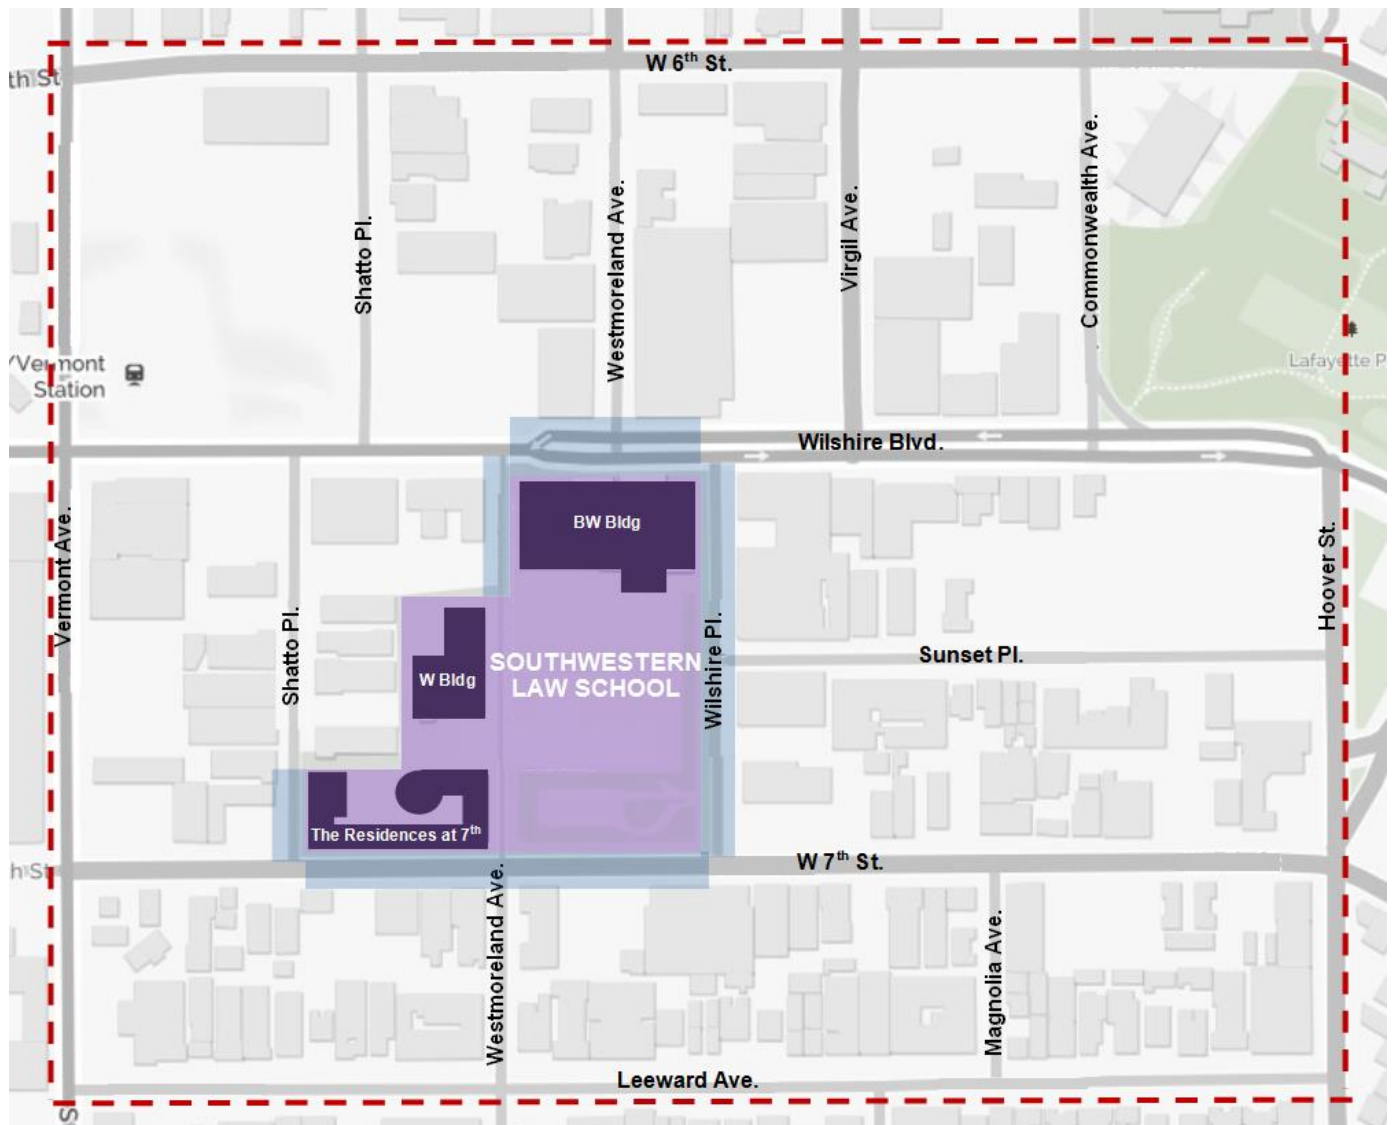 W 6th St.
th St
Shatto Pl.
Westmoreland Ave.
Virgil Ave.
Commonwealth Ave.
/Vermont
Station
Lafayette P
Wilshire Blvd.
BW Bldg
Vermont Ave.
Shatto Pl.
W Bldg
SOUTHWESTERN
LAW SCHOOL
Wilshire Pl.
Sunset Pl.
Hoover St.
The Residences at 7th
h St
W 7th St.
Westmoreland Ave.
Magnolia Ave.
Leeward Ave.
S